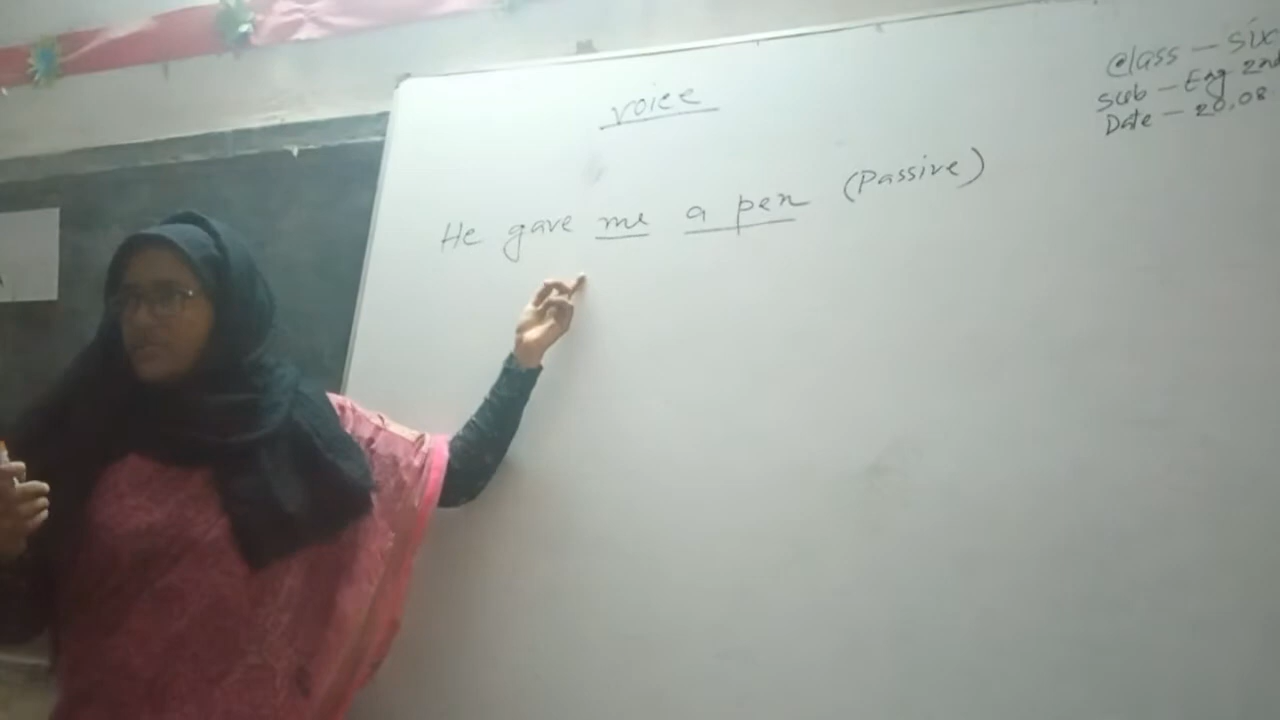 voice
He gave me a pen (Passive)
Class - Six
Sub - Eng 2nd
Date - 20.08